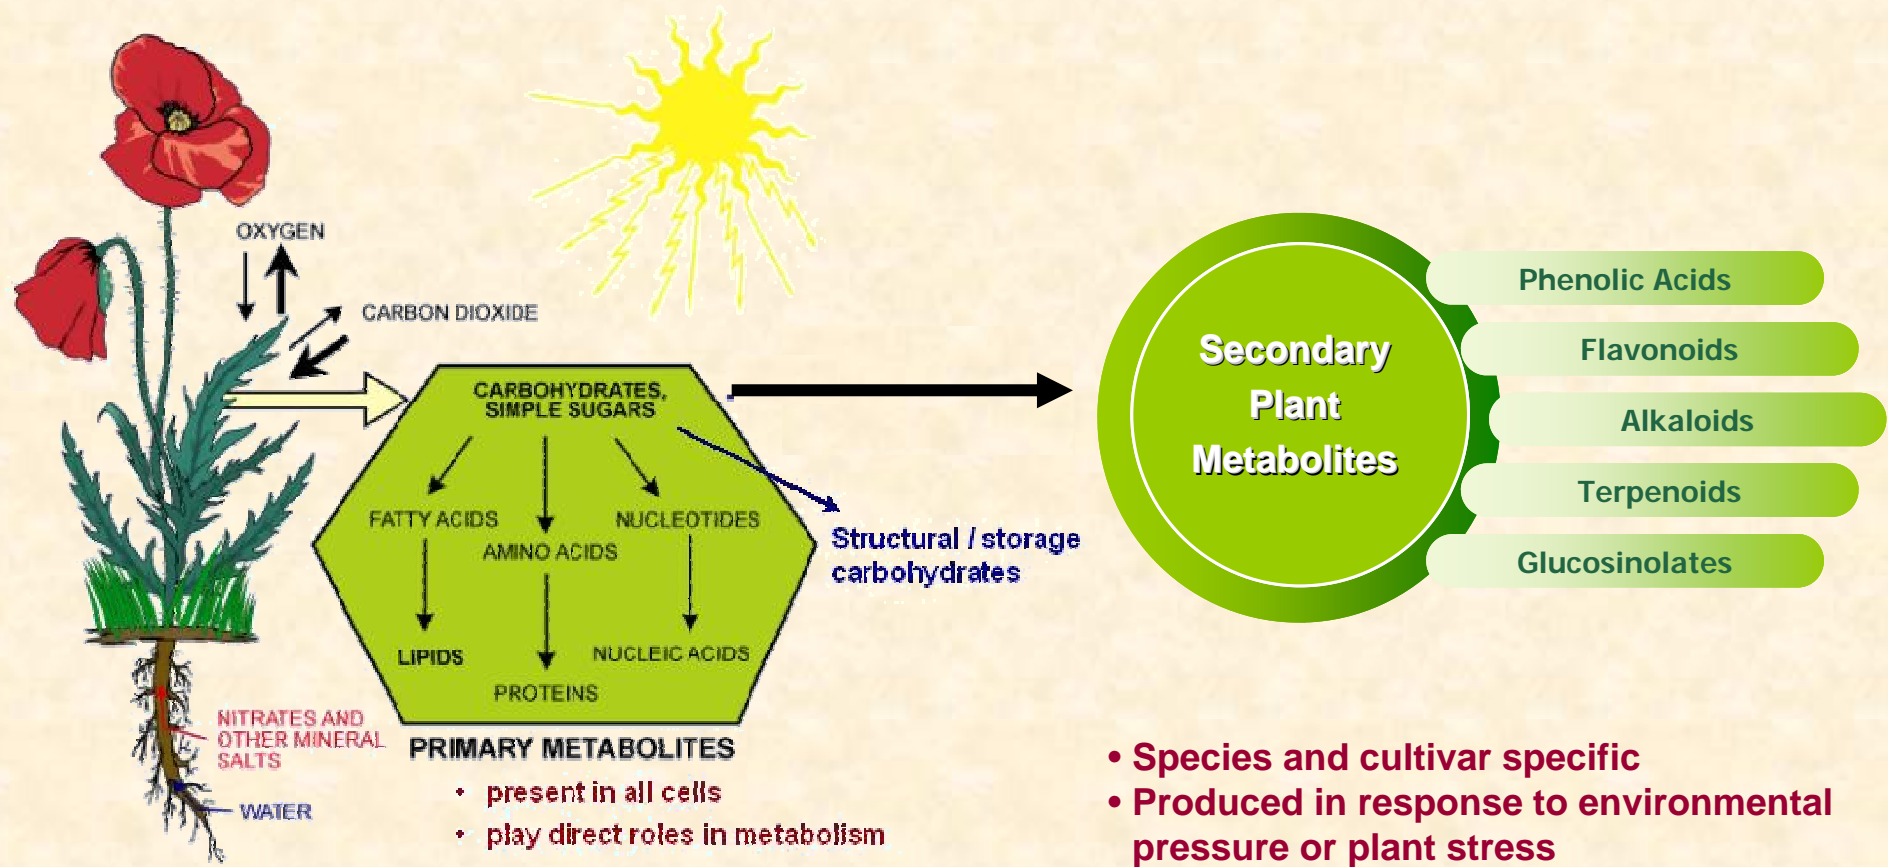 OXYGEN
CARBON DIOXIDE
CARBOHYDRATES,
SIMPLE SUGARS
FATTY ACIDS
NUCLEOTIDES
AMINO ACIDS
LIPIDS
NUCLEIC ACIDS
PROTEINS
Structural / storage
carbohydrates
NITRATES AND
OTHER MINERAL
SALTS
WATER
PRIMARY METABOLITES
• present in all cells
• play direct roles in metabolism
Secondary
Plant
Metabolites
Phenolic Acids
Flavonoids
Alkaloids
Terpenoids
Glucosinolates
• Species and cultivar specific
• Produced in response to environmental
pressure or plant stress